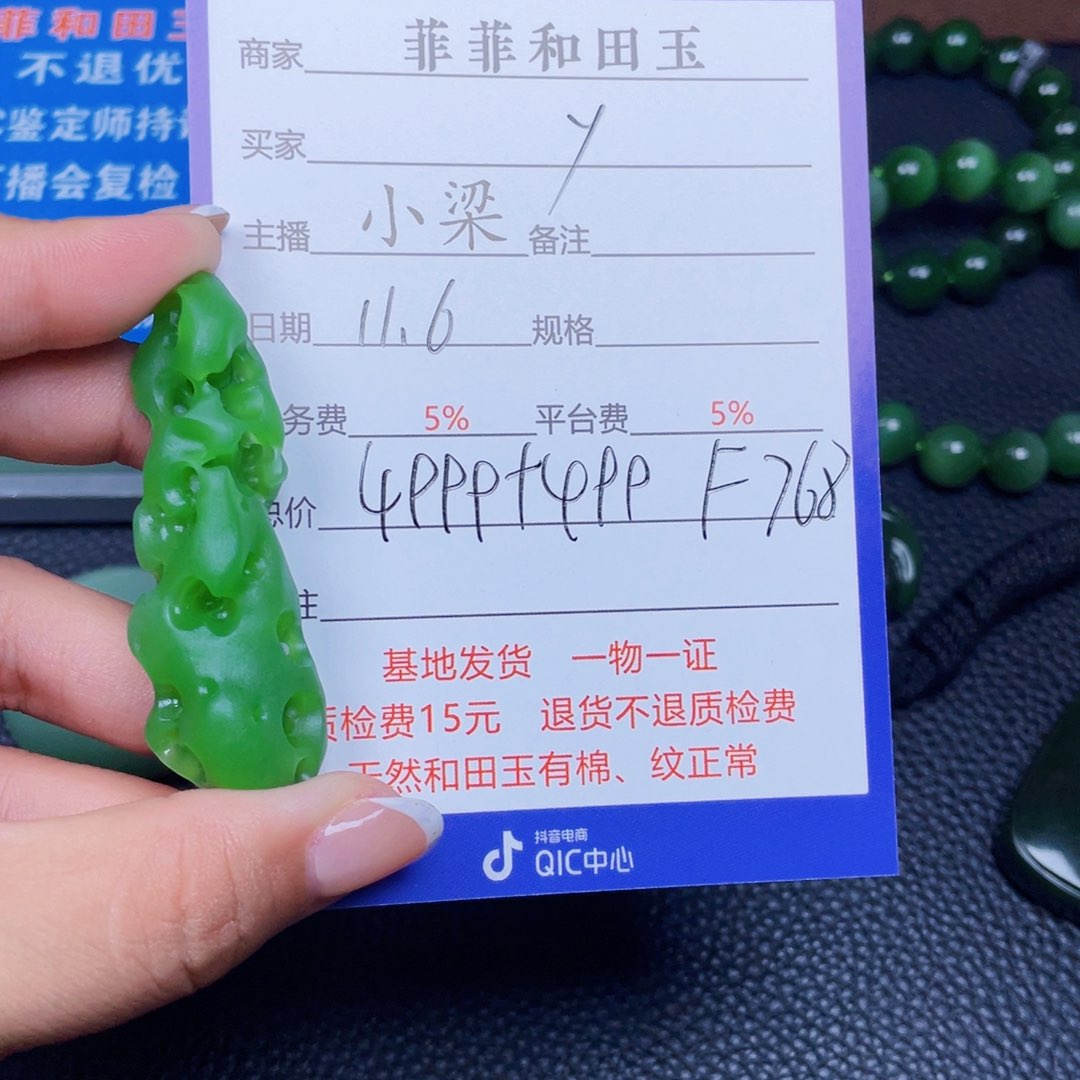 菲和田
不退优
鉴定师持
播会复检
商家 菲菲和田玉
买家 y
主播 小梁 备注
日期 11.6 规格
务费 5% 平台费 5%
总价 4999+499 F768
注
基地发货 一物一证
质检费15元 退货不退质检费
天然和田玉有棉、纹正常
抖音电商
QIC中心